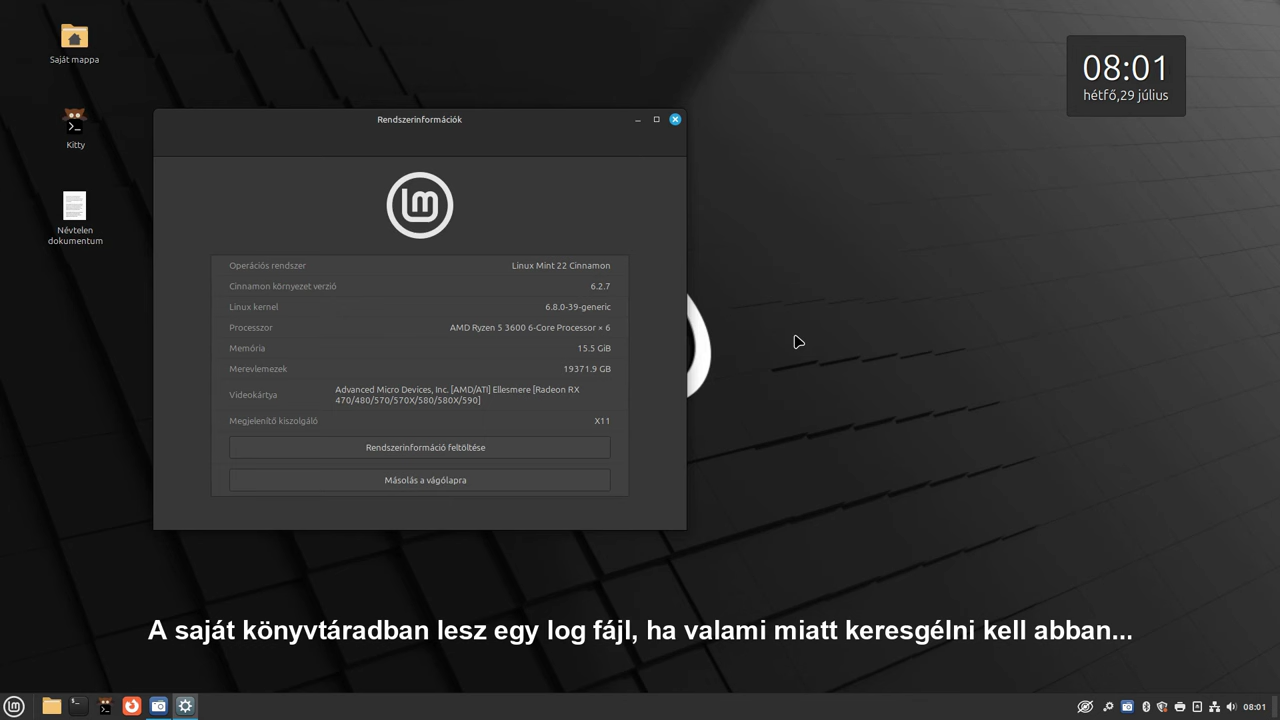 Saját mappa
08:01
hétfő,29 július
Kitty
Rendszerinformációk
Névtelen
dokumentum
lm
Operációs rendszer Linux Mint 22 Cinnamon
Cinnamon környezet verzió 6.2.7
Linux kernel 6.8.0-39-generic
Processzor AMD Ryzen 5 3600 6-Core Processor × 6
Memória 15.5 GiB
Merevlemezek 19371.9 GB
Videokártya Advanced Micro Devices, Inc. [AMD/ATI] Ellesmere [Radeon RX
470/480/570/570X/580/580X/590]
Megjelenítő kiszolgáló X11
Rendszerinformáció feltöltése
Másolás a vágólapra
A saját könyvtáradban lesz egy log fájl, ha valami miatt keresgélni kell abban...
08:01